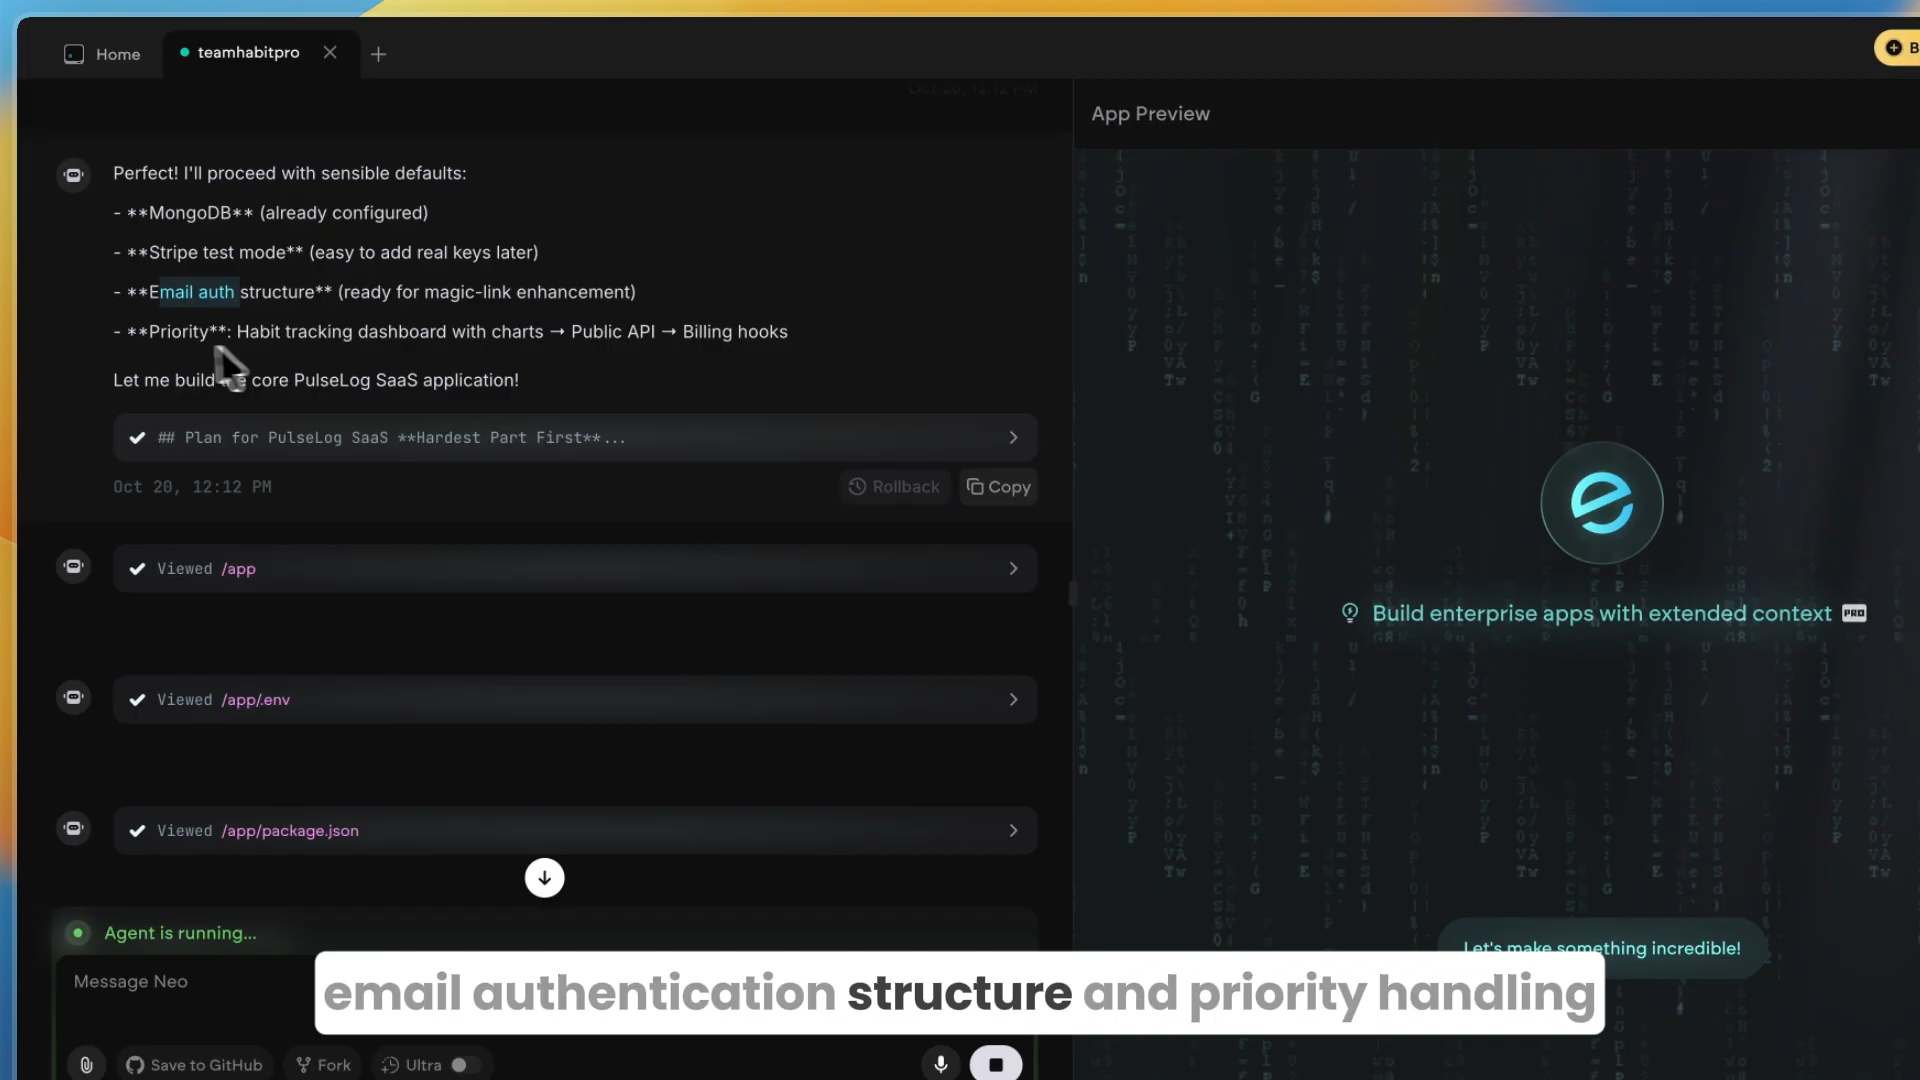 Home
teamhabitpro
B
Oct 20, 12:12 PM
App Preview
Perfect! I'll proceed with sensible defaults:
- **MongoDB** (already configured)
- **Stripe test mode** (easy to add real keys later)
- **Email auth structure** (ready for magic-link enhancement)
- **Priority**: Habit tracking dashboard with charts → Public API → Billing hooks
Let me build core PulseLog SaaS application!
## Plan for PulseLog SaaS **Hardest Part First**...
Oct 20, 12:12 PM
Rollback
Copy
Viewed /app
Build enterprise apps with extended context PRO
Viewed /app/.env
Viewed /app/package.json
Agent is running...
Let's make something incredible!
Message Neo
email authentication structure and priority handling
Save to GitHub
Fork
Ultra